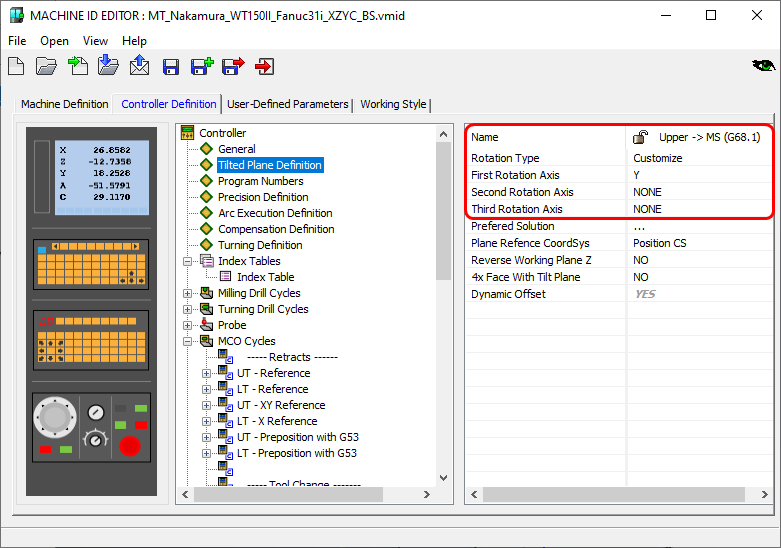 MACHINE ID EDITOR : MT_Nakamura_WT150II_Fanuc31i_XZYC_BS.vmid
File Open View Help
Machine Definition Controller Definition User-Defined Parameters Working Style
X 26.8582
Z -12.7358
Y 18.2528
A -51.5791
C 29.1170
Controller
General
Tilted Plane Definition
Program Numbers
Precision Definition
Arc Execution Definition
Compensation Definition
Turning Definition
Index Tables
Index Table
Milling Drill Cycles
Turning Drill Cycles
Probe
MCO Cycles
----- Retracts ------
UT - Reference
LT - Reference
UT - XY Reference
LT - X Reference
UT - Preposition with G53
LT - Preposition with G53
----- Tool Change -------
Name Upper -> MS (G68.1)
Rotation Type Customize
First Rotation Axis Y
Second Rotation Axis NONE
Third Rotation Axis NONE
Prefered Solution ...
Plane Refence CoordSys Position CS
Reverse Working Plane Z NO
4x Face With Tilt Plane NO
Dynamic Offset YES